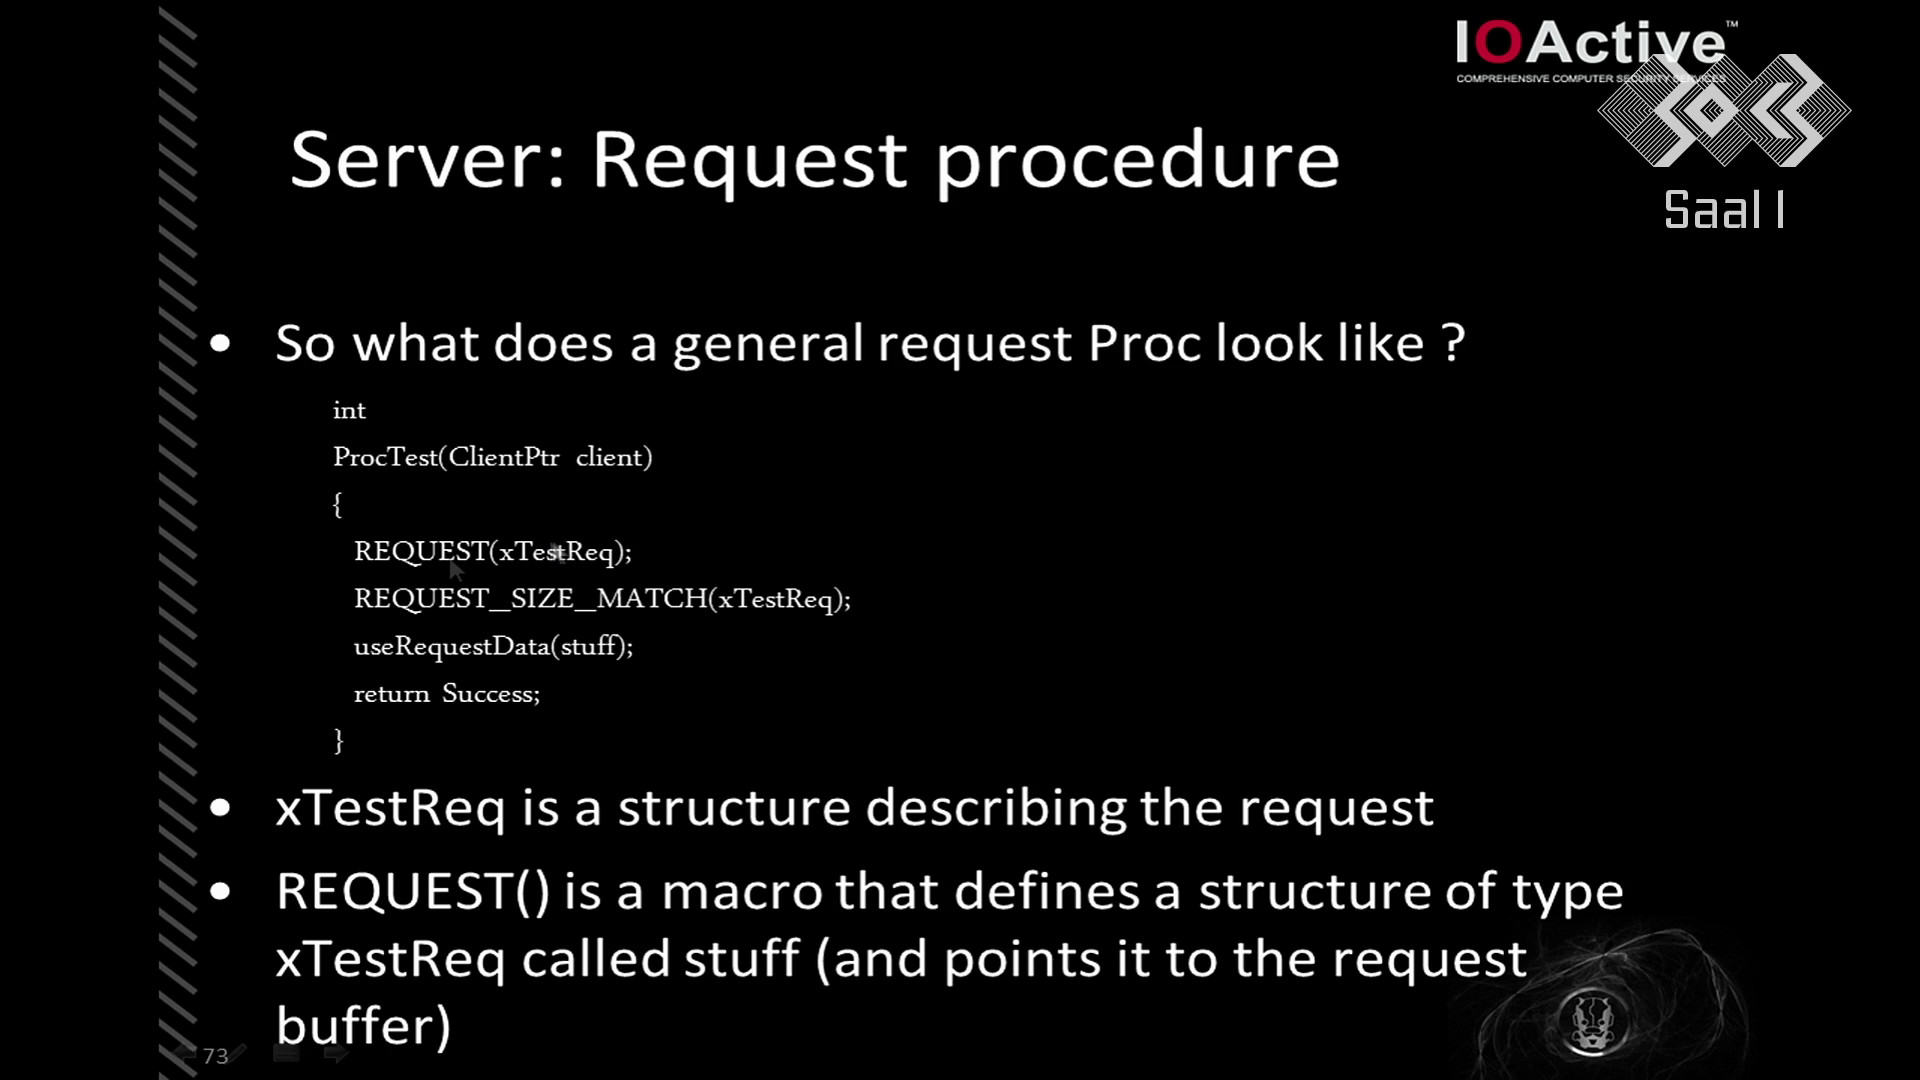 IOActive™
COMPREHENSIVE COMPUTER SECURITY SERVICES
30C3
Saal 1
Server: Request procedure
• So what does a general request Proc look like ?
int
ProcTest(ClientPtr client)
{
REQUEST(xTestReq);
REQUEST_SIZE_MATCH(xTestReq);
useRequestData(stuff);
return Success;
}
• xTestReq is a structure describing the request
• REQUEST() is a macro that defines a structure of type
xTestReq called stuff (and points it to the request
buffer)
73